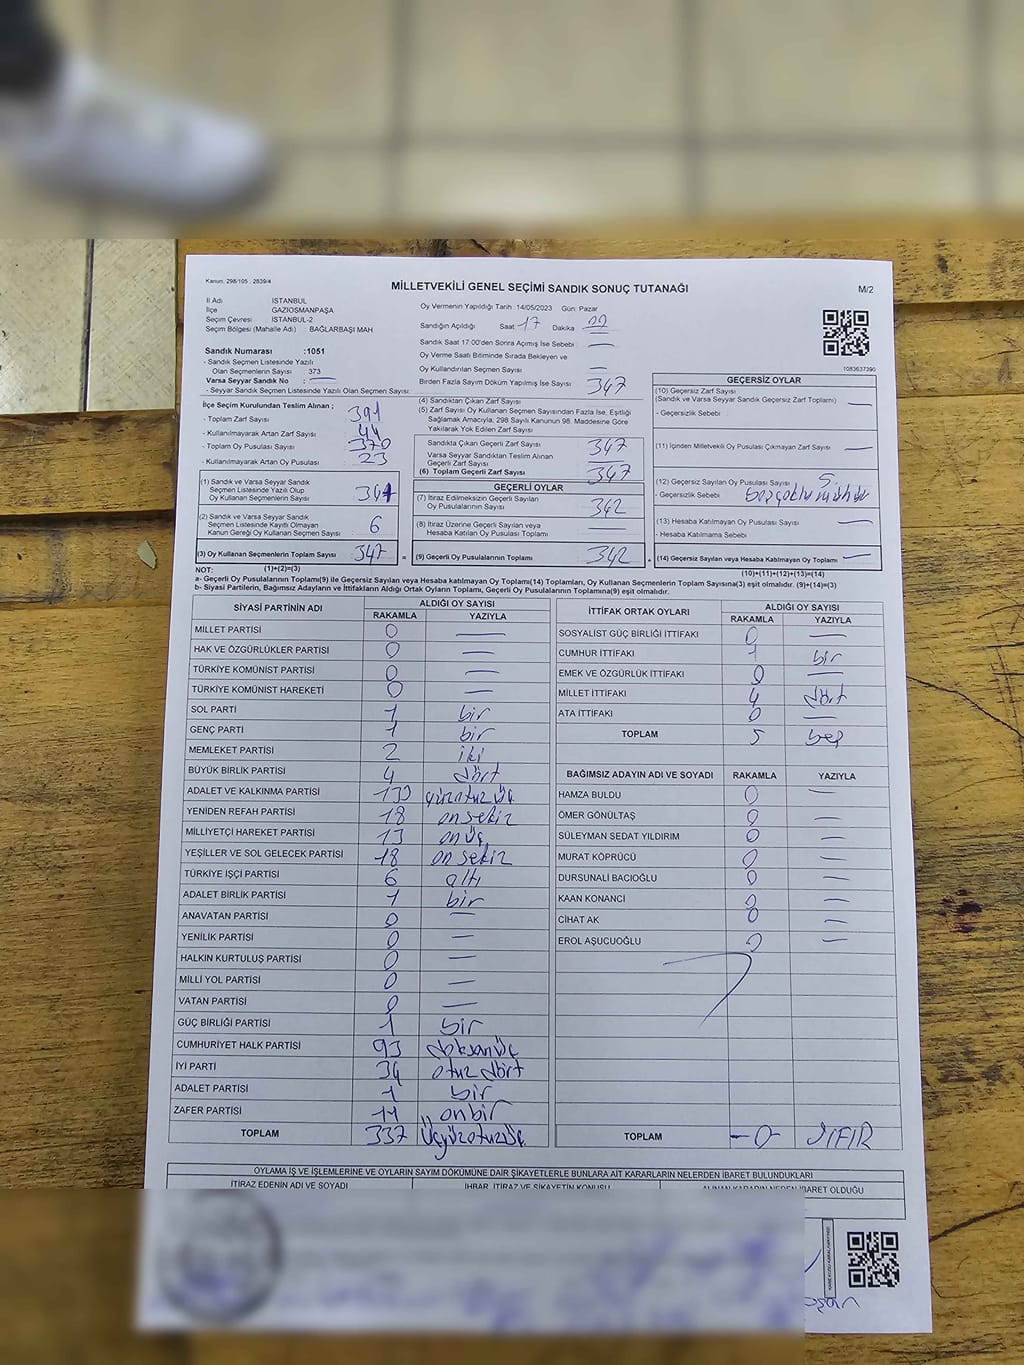 Kanun: 298/105 , 2839/4
MİLLETVEKİLİ GENEL SEÇİMİ SANDIK SONUÇ TUTANAĞI
M/2
İl Adı : İSTANBUL
İlçe : GAZİOSMANPAŞA
Seçim Çevresi : İSTANBUL-2
Seçim Bölgesi (Mahalle Adı) : BAĞLARBAŞI MAH
Oy Vermenin Yapıldığı Tarih :14/05/2023 Gün: Pazar
Sandığın Açıldığı Saat 17 Dakika
Sandık Saat 17:00'den Sonra Açılmış İse Sebebi : —
Oy Verme Saati Bitiminde Sırada Bekleyen ve
Oy Kullandırılan Seçmen Sayısı : —
Birden Fazla Sayım Döküm Yapılmış İse Sayısı : 347
1083637390
Sandık Numarası :1051
- Sandık Seçmen Listesinde Yazılı
Olan Seçmenlerin Sayısı 373
Varsa Seyyar Sandık No : —
- Seyyar Sandık Seçmen Listesinde Yazılı Olan Seçmen Sayısı:
İlçe Seçim Kurulundan Teslim Alınan ;
- Toplam Zarf Sayısı : 391
- Kullanılmayarak Artan Zarf Sayısı : 44
- Toplam Oy Pusulası Sayısı : 370
- Kullanılmayarak Artan Oy Pusulası : 23
(1) Sandık ve Varsa Seyyar Sandık
Seçmen Listesinde Yazılı Olup
Oy Kullanan Seçmenlerin Sayısı 341
(2) Sandık ve Varsa Seyyar Sandık
Seçmen Listesinde Kayıtlı Olmayan
Kanun Gereği Oy Kullanan Seçmen Sayısı 6
(3) Oy Kullanan Seçmenlerin Toplam Sayısı 347
(1)+(2)=(3)
(4) Sandıktan Çıkan Zarf Sayısı
(5) Zarf Sayısı Oy Kullanan Seçmen Sayısından Fazla İse, Eşitliği
Sağlamak Amacıyla, 298 Sayılı Kanunun 98. Maddesine Göre
Yakılarak Yok Edilen Zarf Sayısı
Sandıkta Çıkan Geçerli Zarf Sayısı 347
Varsa Seyyar Sandıktan Teslim Alınan
Geçerli Zarf Sayısı
(6) Toplam Geçerli Zarf Sayısı 347
GEÇERLİ OYLAR
(7) İtiraz Edilmeksizin Geçerli Sayılan
Oy Pusulalarının Sayısı 342
(8) İtiraz Üzerine Geçerli Sayılan veya
Hesaba Katılan Oy Pusulası Toplamı —
= (9) Geçerli Oy Pusulalarının Toplamı 342
GEÇERSİZ OYLAR
(10) Geçersiz Zarf Sayısı
(Sandık ve Varsa Seyyar Sandık Geçersiz Zarf Toplamı) —
- Geçersizlik Sebebi :
(11) İçinden Milletvekili Oy Pusulası Çıkmayan Zarf Sayısı —
(12) Geçersiz Sayılan Oy Pusulası Sayısı 5
- Geçersizlik Sebebi :
(13) Hesaba Katılmayan Oy Pusulası Sayısı —
- Hesaba Katılmama Sebebi :
+ (14) Geçersiz Sayılan veya Hesaba Katılmayan Oy Toplamı —
(10)+(11)+(12)+(13)=(14)
NOT:
a- Geçerli Oy Pusulalarının Toplamı(9) ile Geçersiz Sayılan veya Hesaba katılmayan Oy Toplamı(14) Toplamları, Oy Kullanan Seçmenlerin Toplam Sayısına(3) eşit olmalıdır. (9)+(14)=(3)
b- Siyasi Partilerin, Bağımsız Adayların ve İttifakların Aldığı Ortak Oyların Toplamı, Geçerli Oy Pusulalarının Toplamına(9) eşit olmalıdır.
SİYASİ PARTİNİN ADI ALDIĞI OY SAYISI
RAKAMLA YAZIYLA
MİLLET PARTİSİ 0 —
HAK VE ÖZGÜRLÜKLER PARTİSİ 0 —
TÜRKİYE KOMÜNİST PARTİSİ 0 —
TÜRKİYE KOMÜNİST HAREKETİ 0 —
SOL PARTİ 1 bir
GENÇ PARTİ 1 bir
MEMLEKET PARTİSİ 2 iki
BÜYÜK BİRLİK PARTİSİ 4 dört
ADALET VE KALKINMA PARTİSİ 133 yüzotuz üç
YENİDEN REFAH PARTİSİ 18 on sekiz
MİLLİYETÇİ HAREKET PARTİSİ 13 on üç
YEŞİLLER VE SOL GELECEK PARTİSİ 18 on sekiz
TÜRKİYE İŞÇİ PARTİSİ 6 altı
ADALET BİRLİK PARTİSİ 1 bir
ANAVATAN PARTİSİ 0 —
YENİLİK PARTİSİ 0 —
HALKIN KURTULUŞ PARTİSİ 0 —
MİLLİ YOL PARTİSİ 0 —
VATAN PARTİSİ 0 —
GÜÇ BİRLİĞİ PARTİSİ 1 bir
CUMHURİYET HALK PARTİSİ 93 doksan üç
İYİ PARTİ 34 otuz dört
ADALET PARTİSİ 1 bir
ZAFER PARTİSİ 11 on bir
TOPLAM 337 üçyüzotuzüç
İTTİFAK ORTAK OYLARI ALDIĞI OY SAYISI
RAKAMLA YAZIYLA
SOSYALİST GÜÇ BİRLİĞİ İTTİFAKI 0 —
CUMHUR İTTİFAKI 1 bir
EMEK VE ÖZGÜRLÜK İTTİFAKI 0 —
MİLLET İTTİFAKI 4 dört
ATA İTTİFAKI 0 —
TOPLAM 5 beş
BAĞIMSIZ ADAYIN ADI VE SOYADI RAKAMLA YAZIYLA
HAMZA BULDU 0 —
ÖMER GÖNÜLTAŞ 0 —
SÜLEYMAN SEDAT YILDIRIM 0 —
MURAT KÖPRÜCÜ 0 —
DURSUNALİ BACIOĞLU 0 —
KAAN KONANCİ 0 —
CİHAT AK 0 —
EROL AŞUCUOĞLU 0 —
TOPLAM -0- SIFIR
OYLAMA İŞ VE İŞLEMLERİNE VE OYLARIN SAYIM DÖKÜMÜNE DAİR ŞİKAYETLERLE BUNLARA AİT KARARLARIN NELERDEN İBARET BULUNDUKLARI
İTİRAZ EDENİN ADI VE SOYADI İHBAR, İTİRAZ VE ŞİKAYETİN KONUSU ALINAN KARARIN NEDEN İBARET OLDUĞU